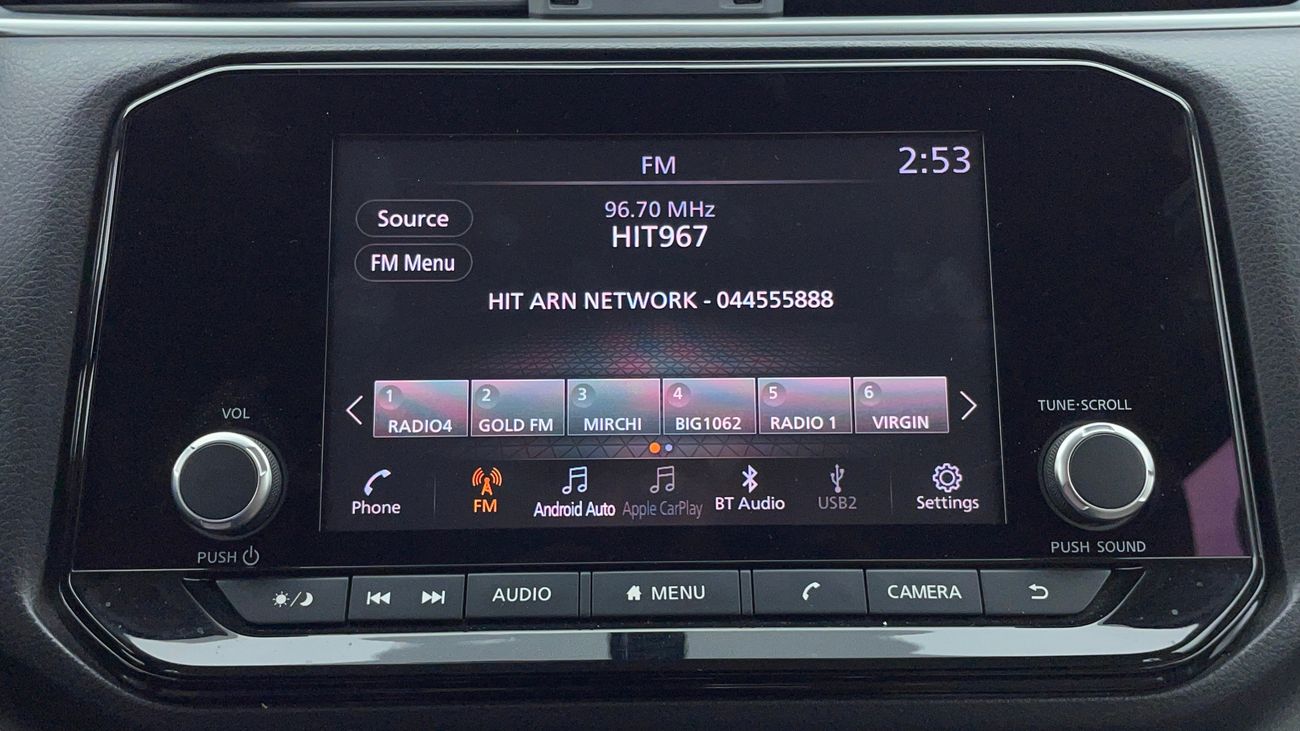 FM
2:53
Source
96.70 MHz
HIT967
FM Menu
HIT ARN NETWORK - 044555888
VOL
TUNE·SCROLL
1 RADIO4
2 GOLD FM
3 MIRCHI
4 BIG1062
5 RADIO 1
6 VIRGIN
Phone
FM
Android Auto
Apple CarPlay
BT Audio
USB2
Settings
PUSH
PUSH SOUND
AUDIO
MENU
CAMERA